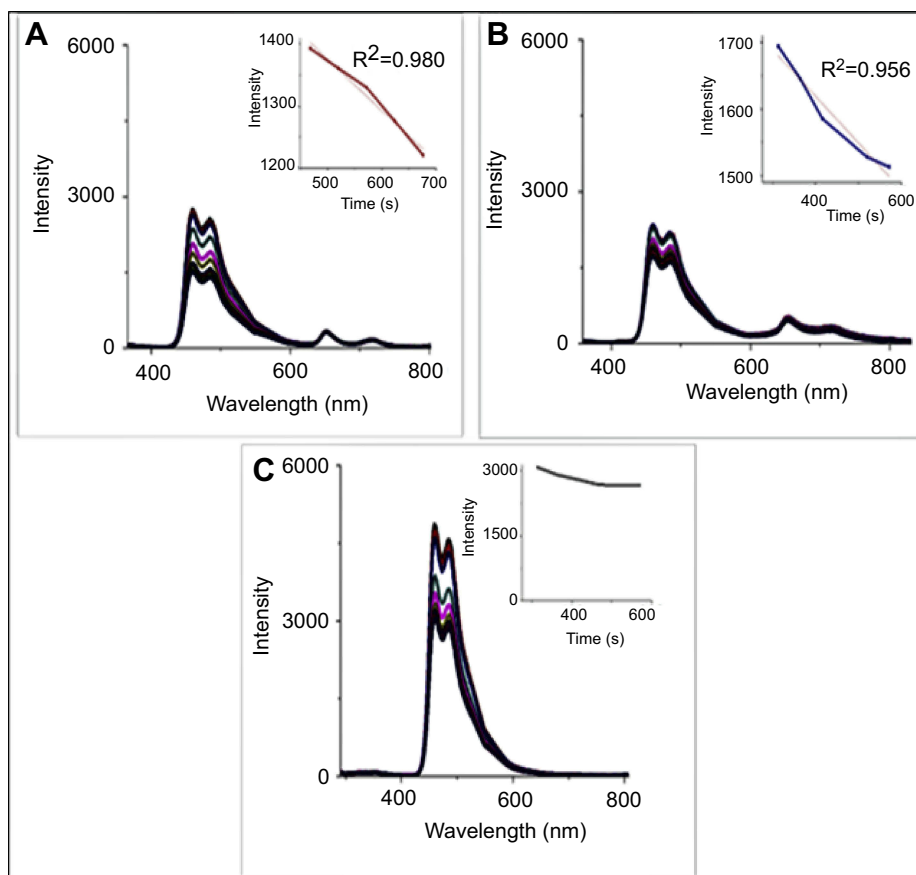 A
6000
3000
0
Intensity
400
600
800
Wavelength (nm)
1400
1300
1200
Intensity
R²=0.980
500
600
700
Time (s)
B
6000
3000
0
Intensity
400
600
800
Wavelength (nm)
1700
1600
1500
Intensity
R²=0.956
400
600
Time (s)
C
6000
3000
0
Intensity
400
600
800
Wavelength (nm)
3000
1500
0
Intensity
400
600
Time (s)